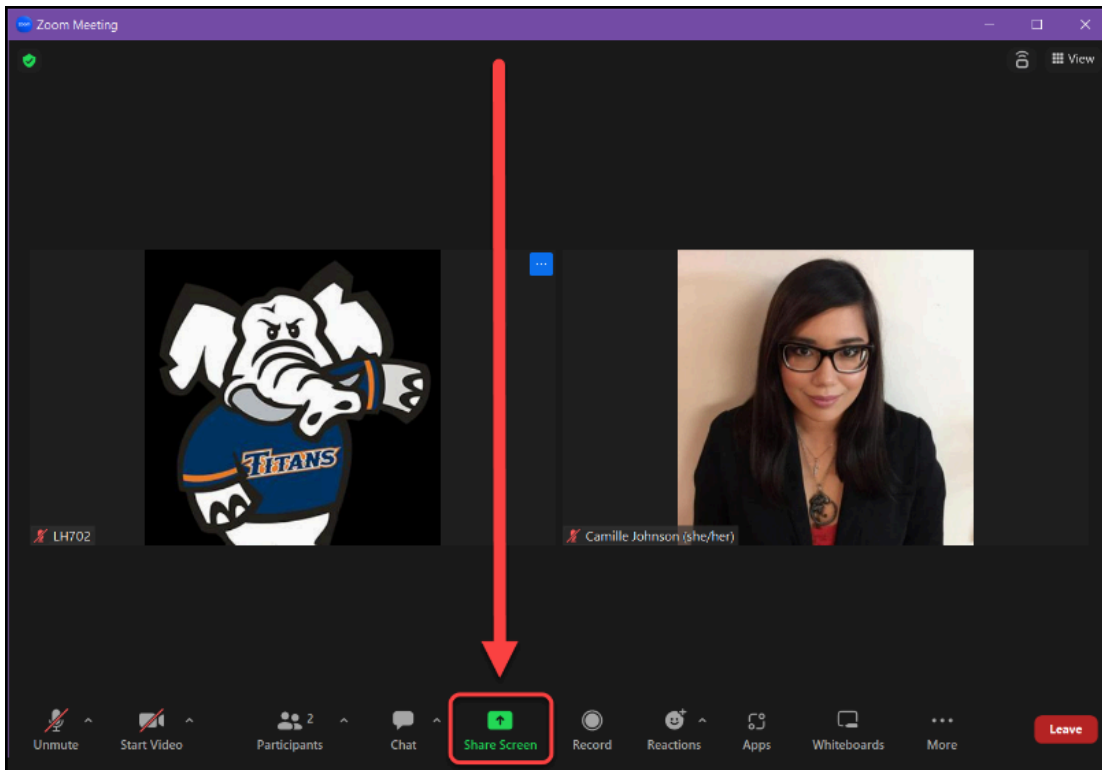 Zoom Meeting
View
TITANS
LH702
Camille Johnson (she/her)
2
Unmute
Start Video
Participants
Chat
Share Screen
Record
Reactions
Apps
Whiteboards
More
Leave